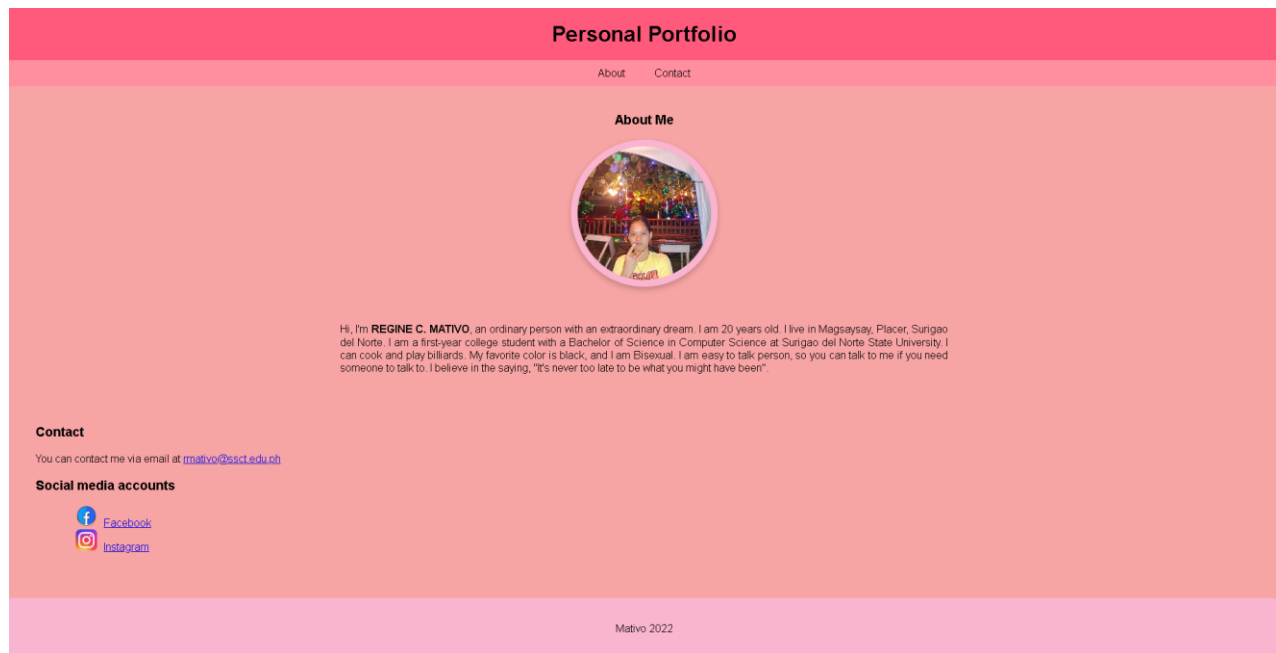 Personal Portfolio
About Contact
About Me
Hi, I'm REGINE C. MATIVO, an ordinary person with an extraordinary dream. I am 20 years old. I live in Magsaysay, Placer, Surigao
del Norte. I am a first-year college student with a Bachelor of Science in Computer Science at Surigao del Norte State University. I
can cook and play billiards. My favorite color is black, and I am Bisexual. I am easy to talk person, so you can talk to me if you need
someone to talk to. I believe in the saying, "It's never too late to be what you might have been".
Contact
You can contact me via email at rmativo@ssct.edu.ph
Social media accounts
Facebook
Instagram
Mativo 2022